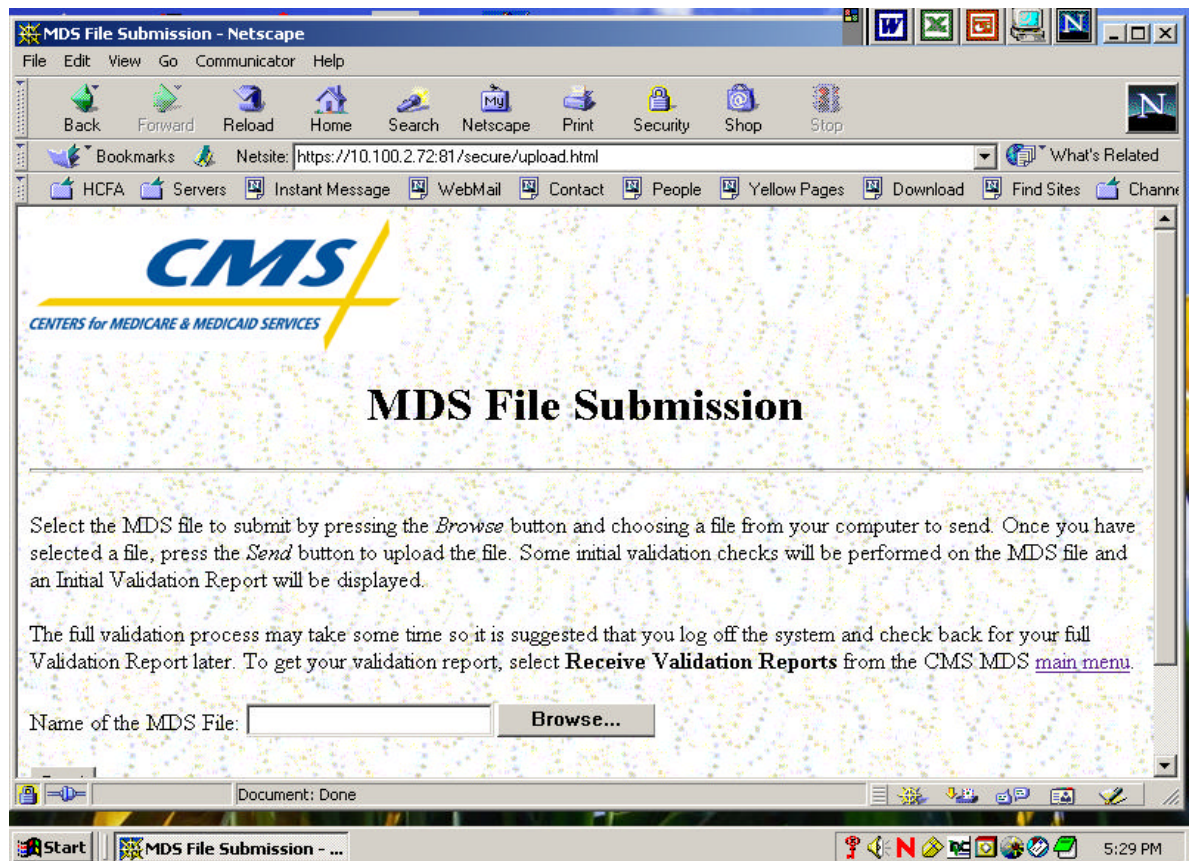 MDS File Submission - Netscape
File Edit View Go Communicator Help
Back Forward Reload Home Search Netscape Print Security Shop Stop
Bookmarks Netsite: https://10.100.2.72:81/secure/upload.html What's Related
HCFA Servers Instant Message WebMail Contact People Yellow Pages Download Find Sites Channe
CMS
CENTERS for MEDICARE & MEDICAID SERVICES
MDS File Submission
Select the MDS file to submit by pressing the Browse button and choosing a file from your computer to send. Once you have
selected a file, press the Send button to upload the file. Some initial validation checks will be performed on the MDS file and
an Initial Validation Report will be displayed.
The full validation process may take some time so it is suggested that you log off the system and check back for your full
Validation Report later. To get your validation report, select Receive Validation Reports from the CMS MDS main menu.
Name of the MDS File: Browse...
Document: Done
Start MDS File Submission - ... 5:29 PM